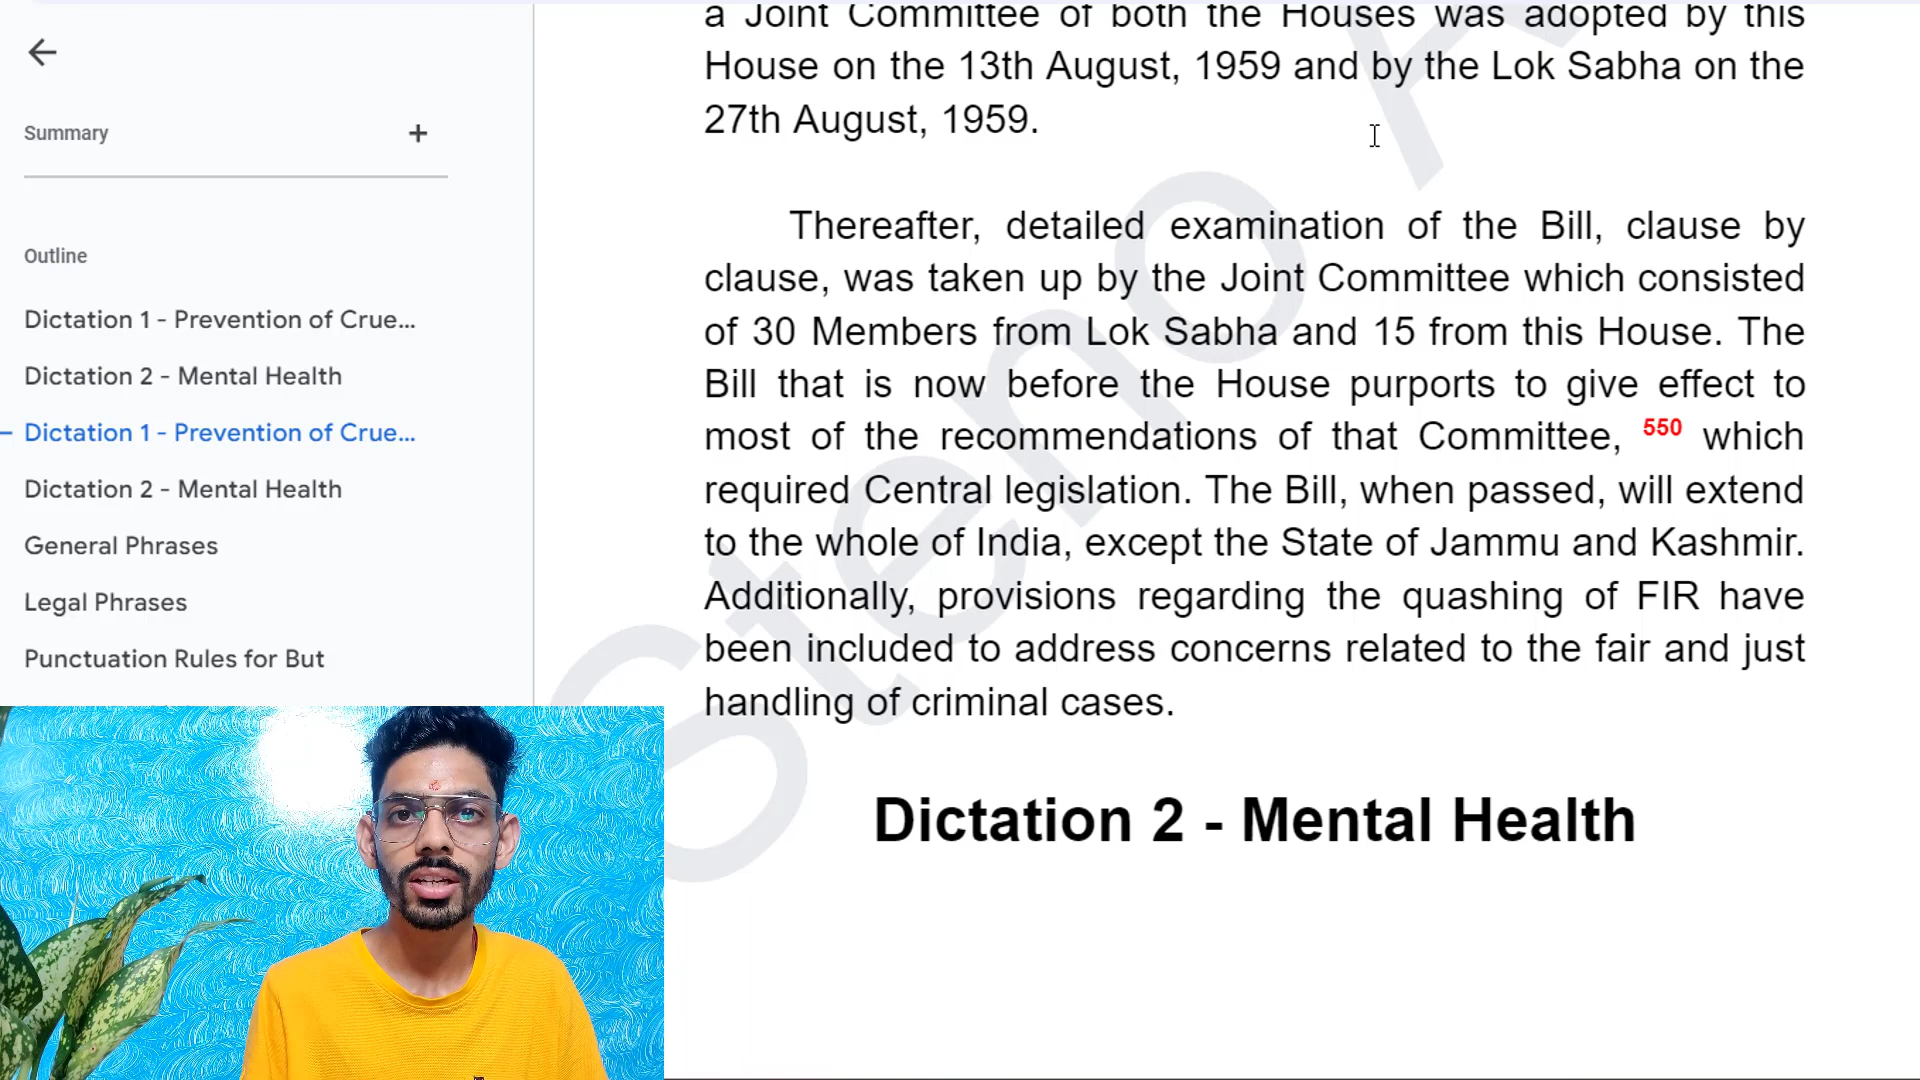 Summary
Outline
Dictation 1 - Prevention of Crue...
Dictation 2 - Mental Health
Dictation 1 - Prevention of Crue...
Dictation 2 - Mental Health
General Phrases
Legal Phrases
Punctuation Rules for But
a Joint Committee of both the Houses was adopted by this
House on the 13th August, 1959 and by the Lok Sabha on the
27th August, 1959.
Thereafter, detailed examination of the Bill, clause by
clause, was taken up by the Joint Committee which consisted
of 30 Members from Lok Sabha and 15 from this House. The
Bill that is now before the House purports to give effect to
most of the recommendations of that Committee, 550 which
required Central legislation. The Bill, when passed, will extend
to the whole of India, except the State of Jammu and Kashmir.
Additionally, provisions regarding the quashing of FIR have
been included to address concerns related to the fair and just
handling of criminal cases.
Dictation 2 - Mental Health
Steno A